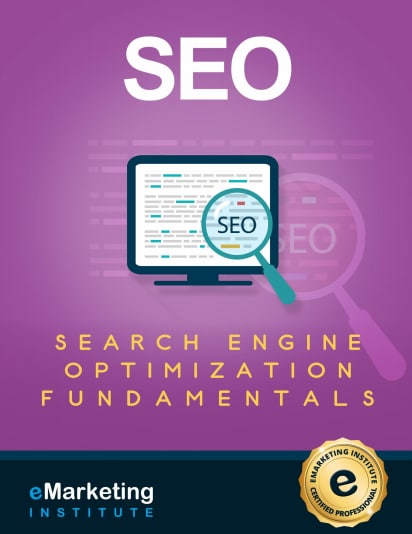 SEO
SEO
SEO
SEARCH ENGINE
OPTIMIZATION
FUNDAMENTALS
eMarketing
INSTITUTE
EMARKETING INSTITUTE
e
CERTIFIED PROFESSIONAL